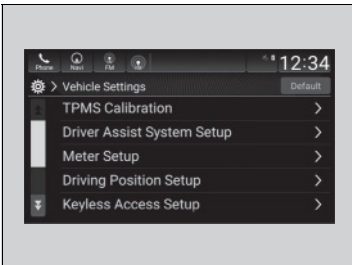 Phone Navi FM
12:34
Vehicle Settings
Default
TPMS Calibration
Driver Assist System Setup
Meter Setup
Driving Position Setup
Keyless Access Setup